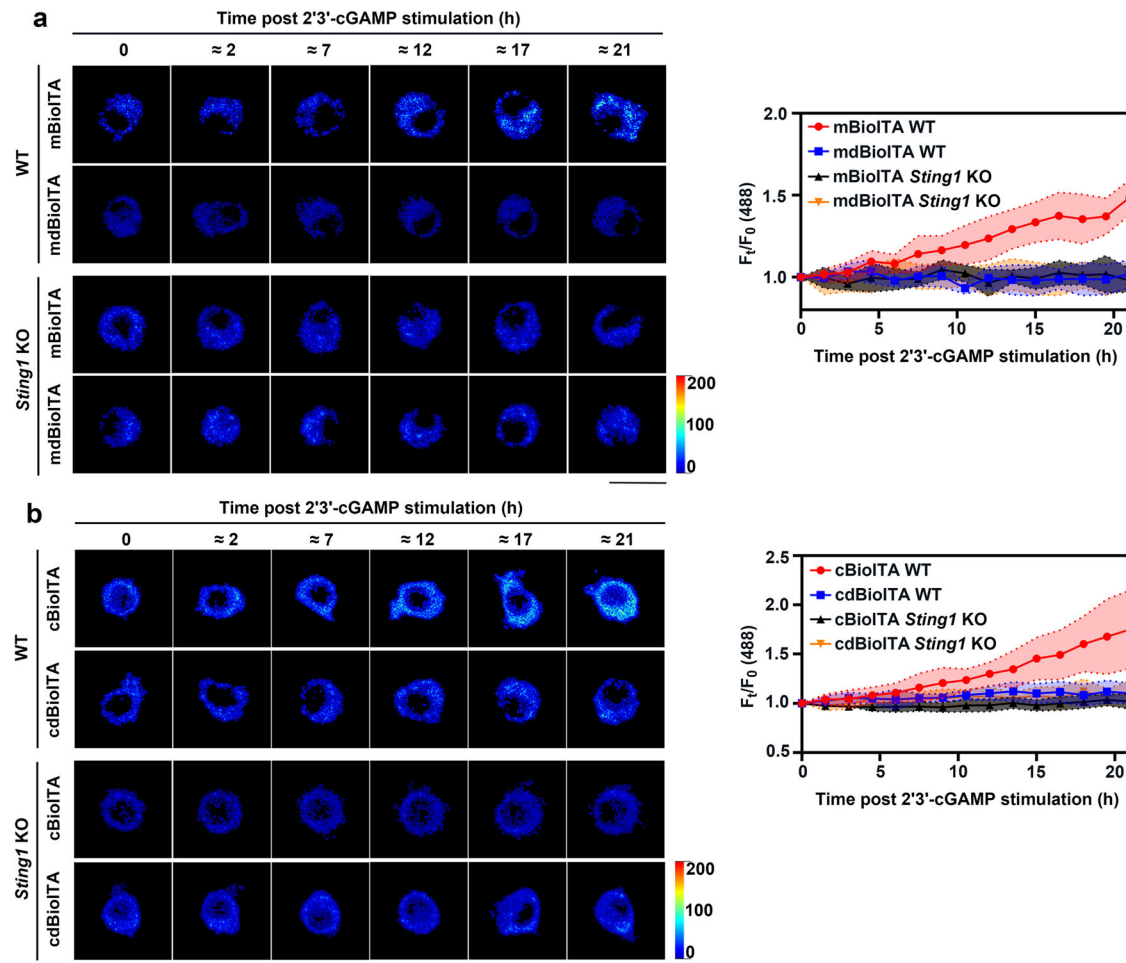 a
Time post 2'3'-cGAMP stimulation (h)
0 ≈ 2 ≈ 7 ≈ 12 ≈ 17 ≈ 21
WT
mBioITA
mdBioITA
Sting1 KO
mBioITA
mdBioITA
200
100
0
2.0
1.5
1.0
Ft/F0 (488)
mBioITA WT
mdBioITA WT
mBioITA Sting1 KO
mdBioITA Sting1 KO
0 5 10 15 20
Time post 2'3'-cGAMP stimulation (h)
b
Time post 2'3'-cGAMP stimulation (h)
0 ≈ 2 ≈ 7 ≈ 12 ≈ 17 ≈ 21
WT
cBioITA
cdBioITA
Sting1 KO
cBioITA
cdBioITA
200
100
0
2.5
2.0
1.5
1.0
0.5
Ft/F0 (488)
cBioITA WT
cdBioITA WT
cBioITA Sting1 KO
cdBioITA Sting1 KO
0 5 10 15 20
Time post 2'3'-cGAMP stimulation (h)